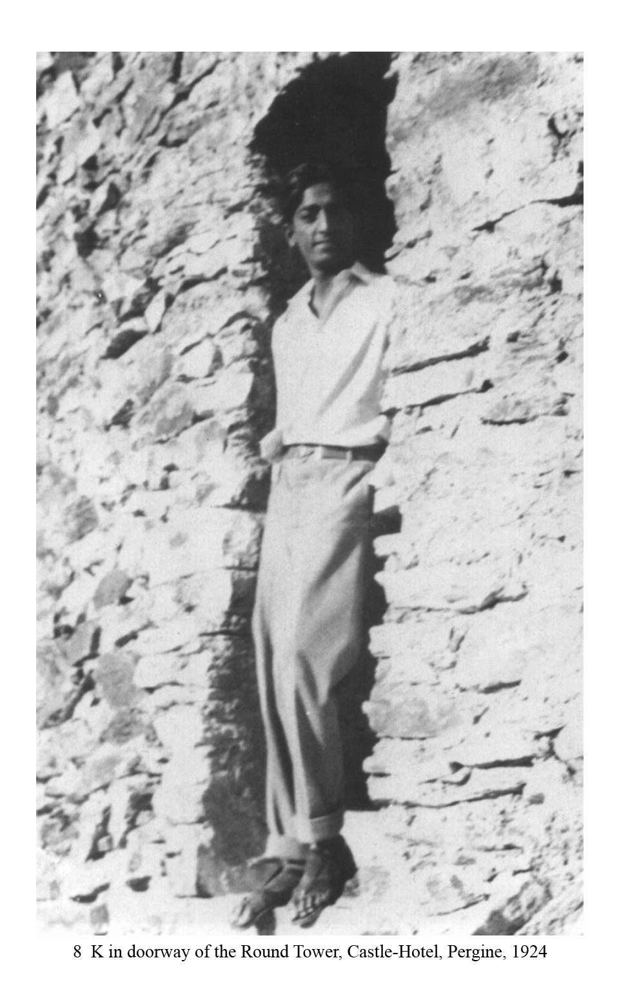 8 K in doorway of the Round Tower, Castle-Hotel, Pergine, 1924